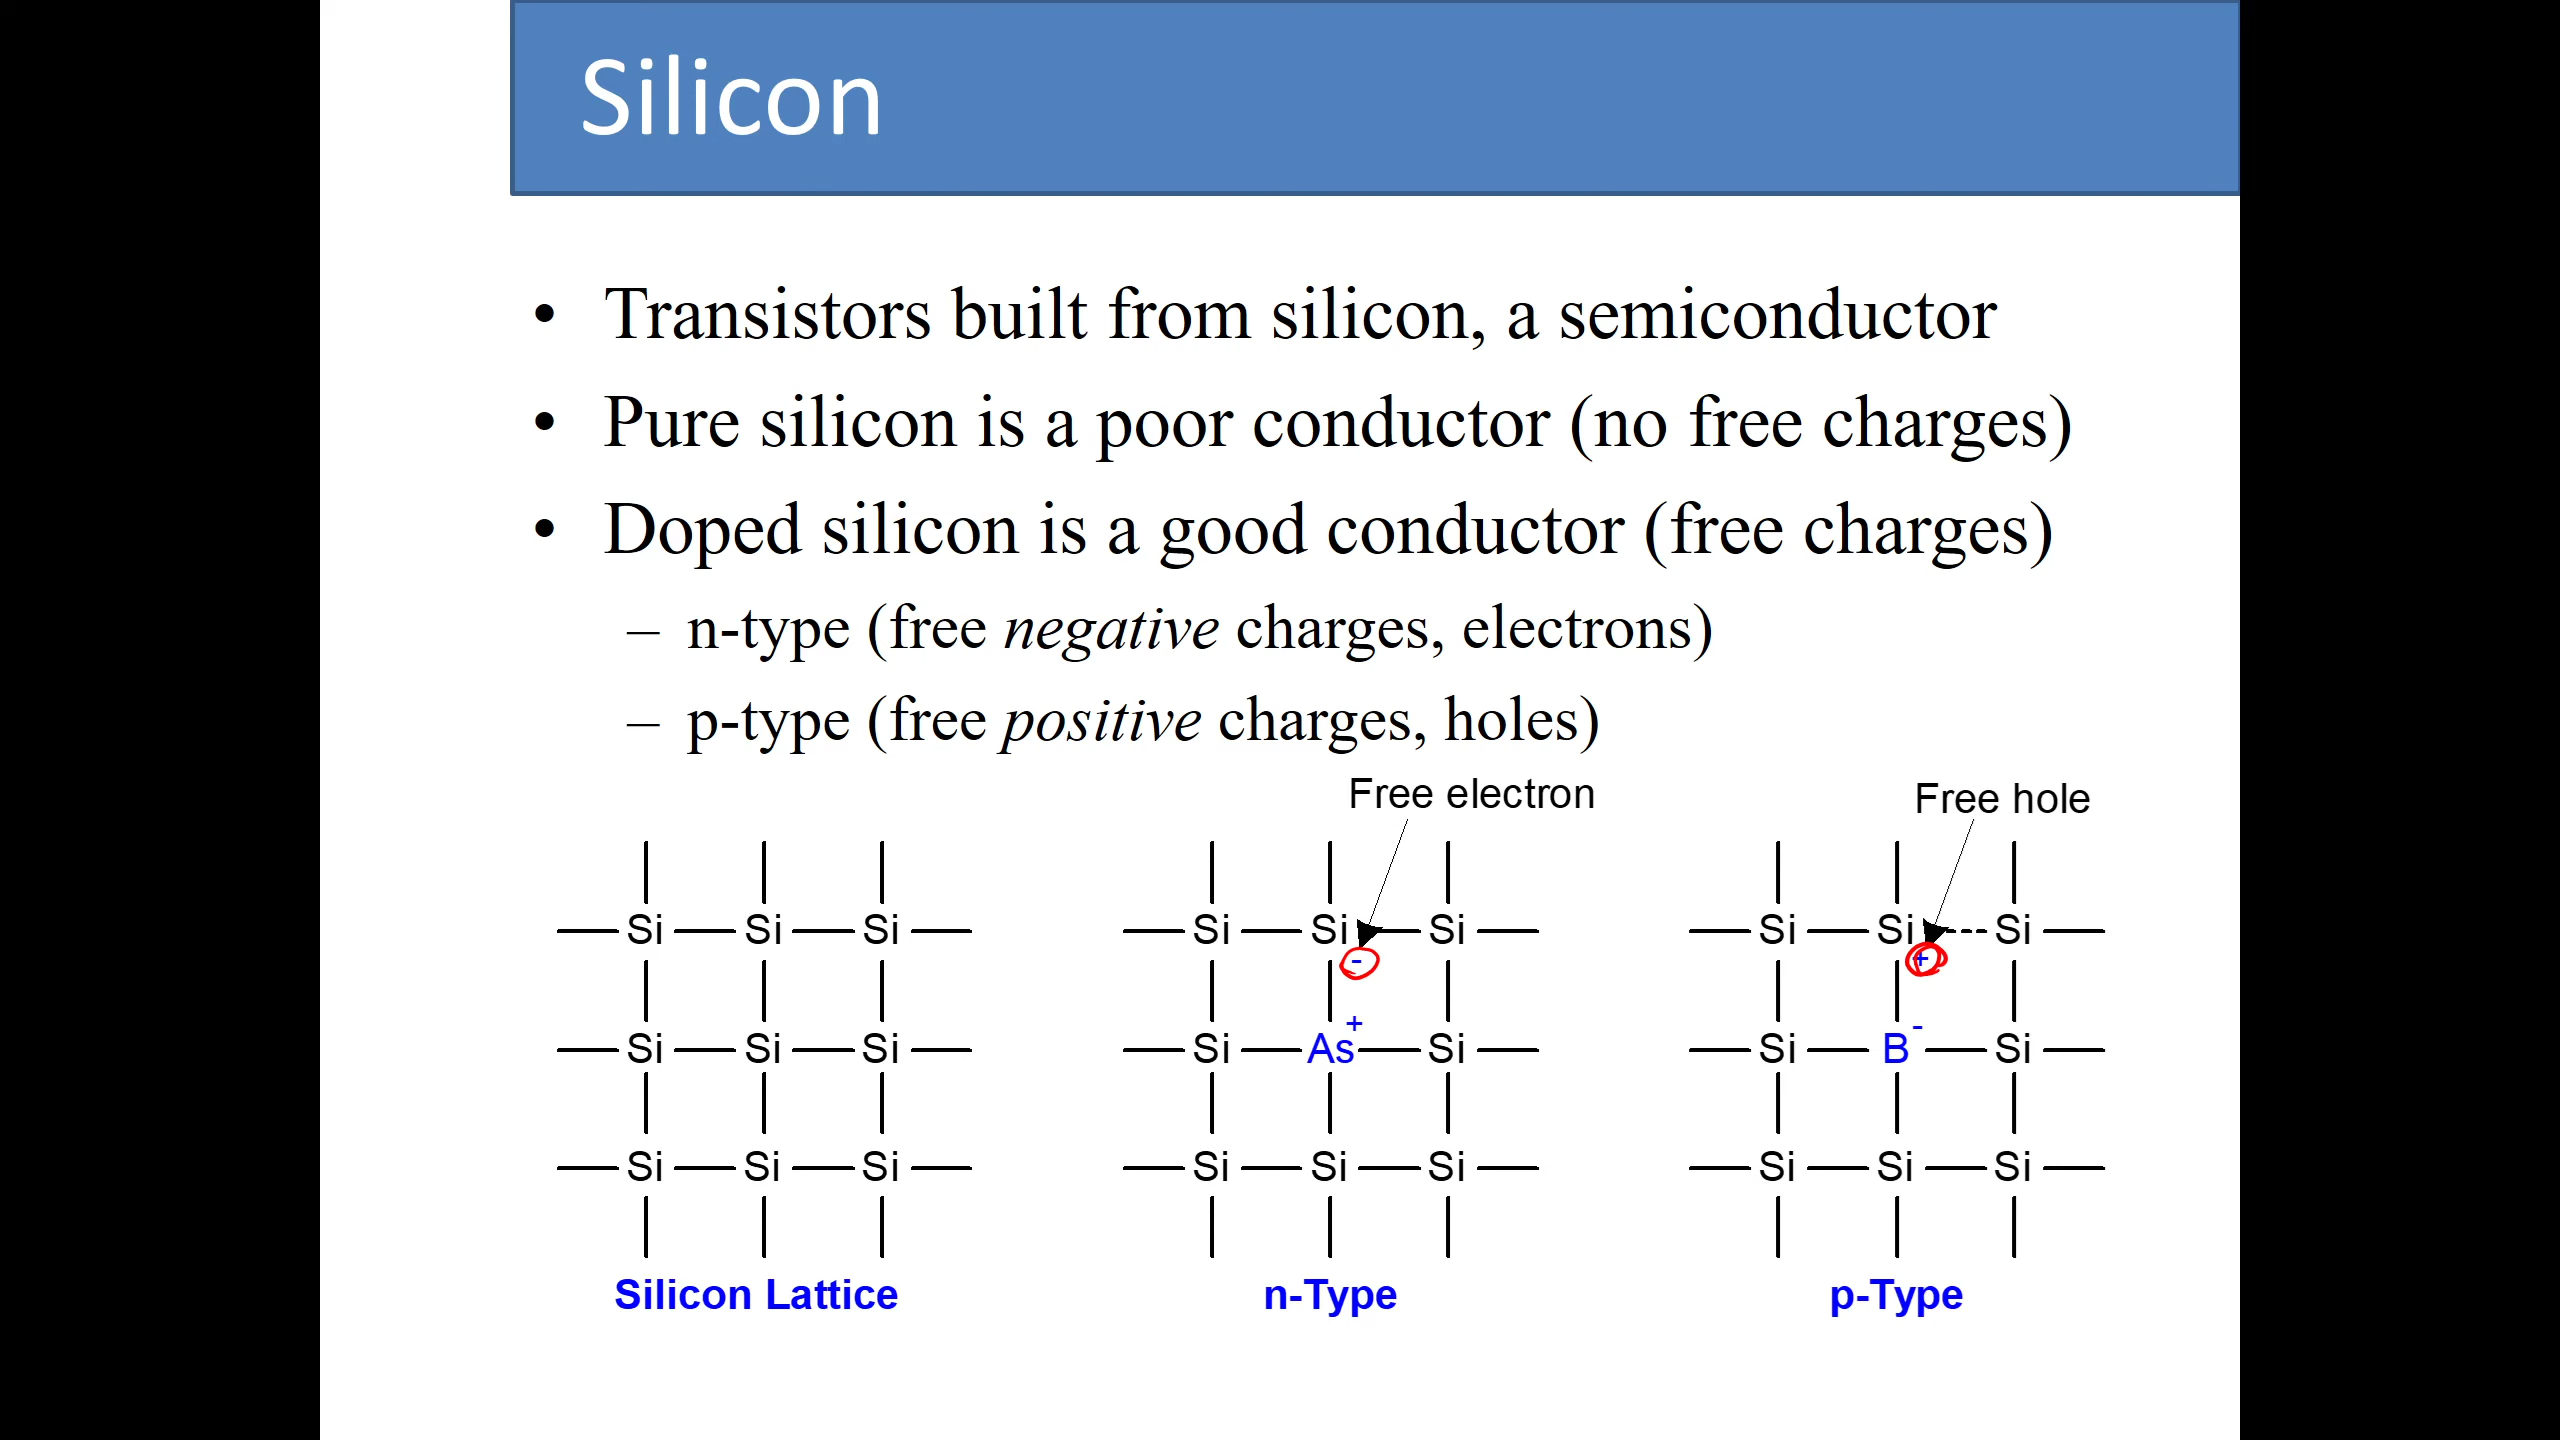 Silicon
• Transistors built from silicon, a semiconductor
• Pure silicon is a poor conductor (no free charges)
• Doped silicon is a good conductor (free charges)
– n-type (free negative charges, electrons)
– p-type (free positive charges, holes)
Free electron Free hole
Si Si Si Si Si Si Si Si Si
- +
+ -
Si Si Si Si As Si Si B Si
Si Si Si Si Si Si Si Si Si
Silicon Lattice n-Type p-Type